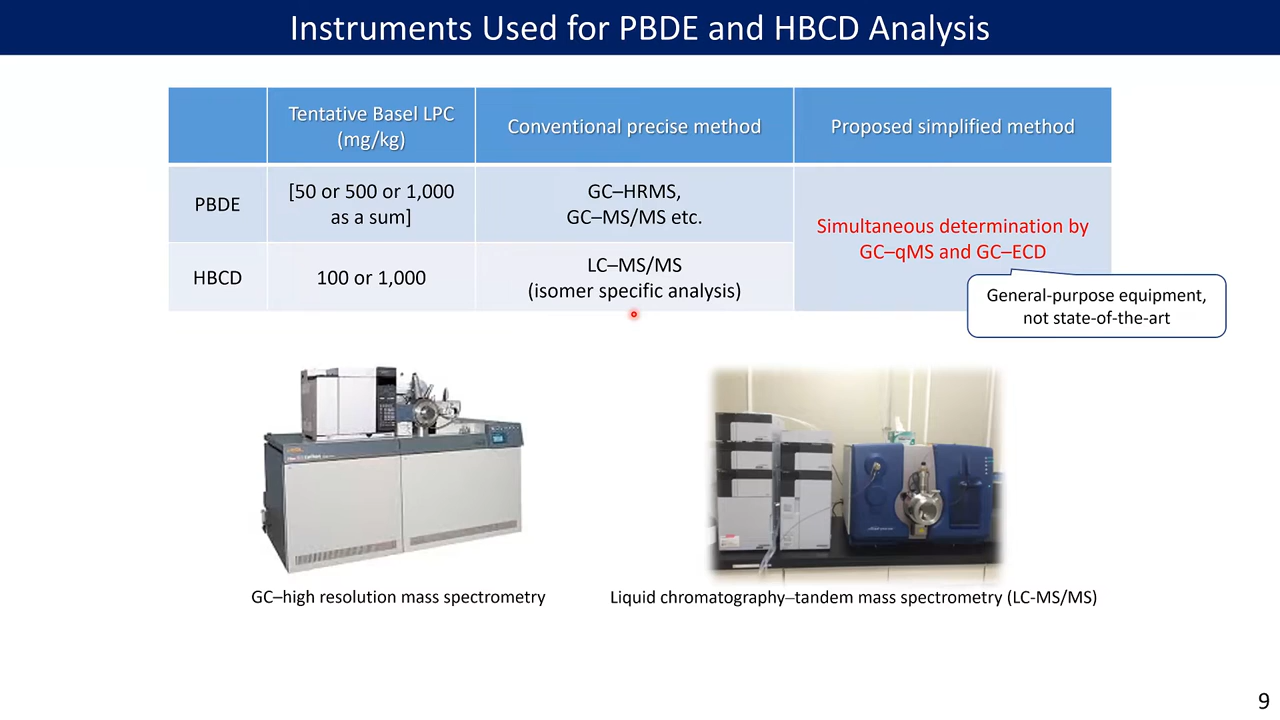 Instruments Used for PBDE and HBCD Analysis
Tentative Basel LPC
(mg/kg)
Conventional precise method
Proposed simplified method
PBDE
[50 or 500 or 1,000
as a sum]
GC–HRMS,
GC–MS/MS etc.
Simultaneous determination by
GC–qMS and GC–ECD
HBCD
100 or 1,000
LC–MS/MS
(isomer specific analysis)
General-purpose equipment,
not state-of-the-art
GC–high resolution mass spectrometry
Liquid chromatography–tandem mass spectrometry (LC-MS/MS)
9